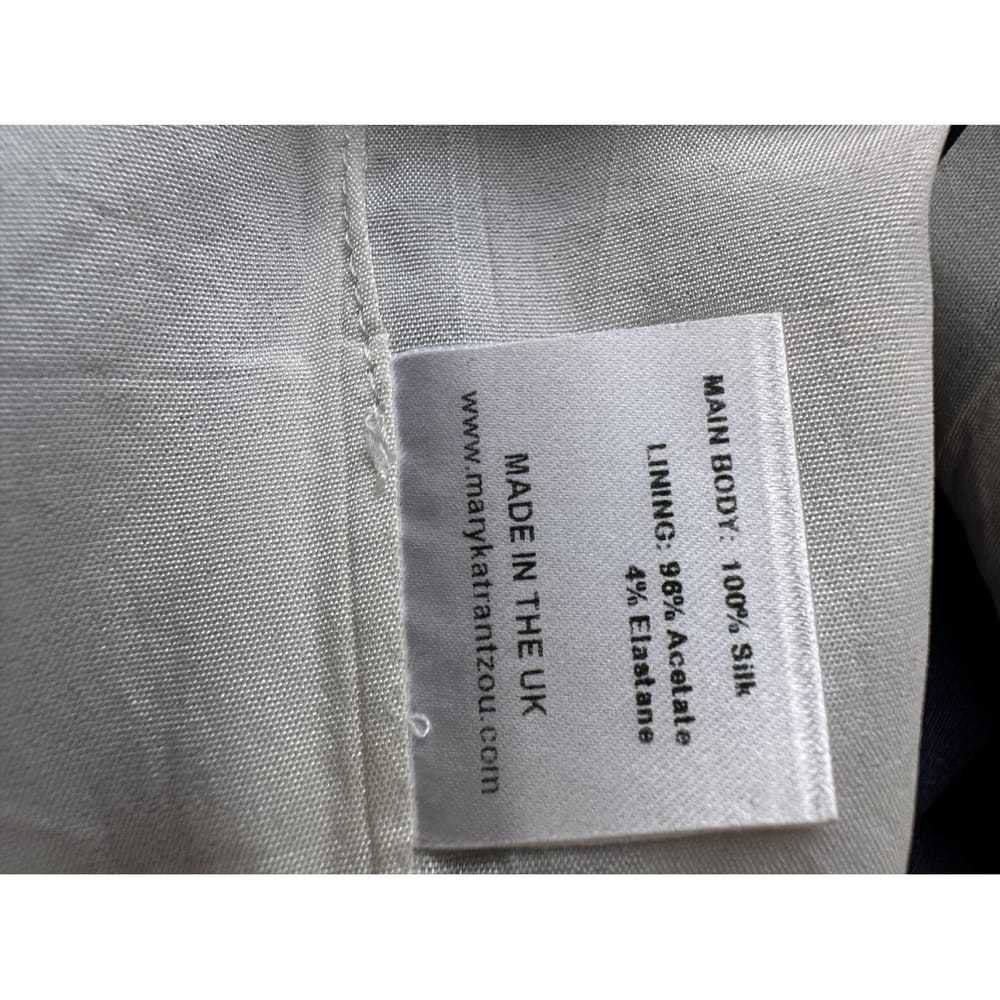 MAIN BODY: 100% Silk
LINING: 96% Acetate
4% Elastane
MADE IN THE UK
www.marykatrantzou.com